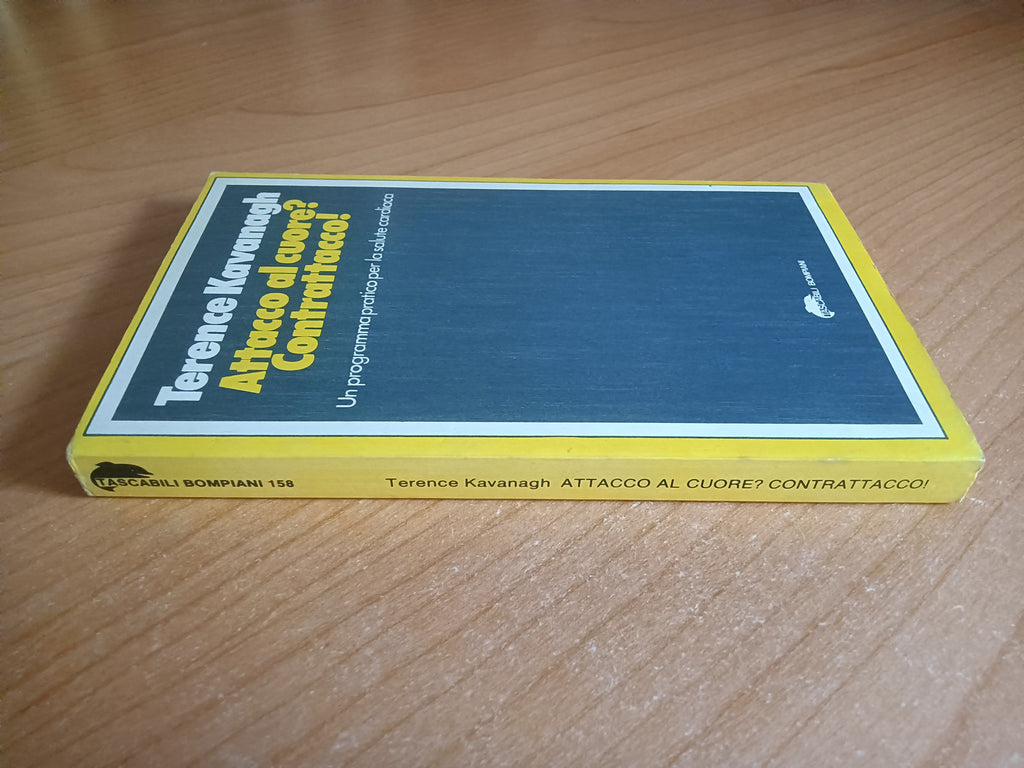 Terence Kavanagh
Attacco al cuore?
Contrattacco!
Un programma pratico per la salute cardiaca
TASCABILI BOMPIANI
TASCABILI BOMPIANI 158
Terence Kavanagh ATTACCO AL CUORE? CONTRATTACCO!